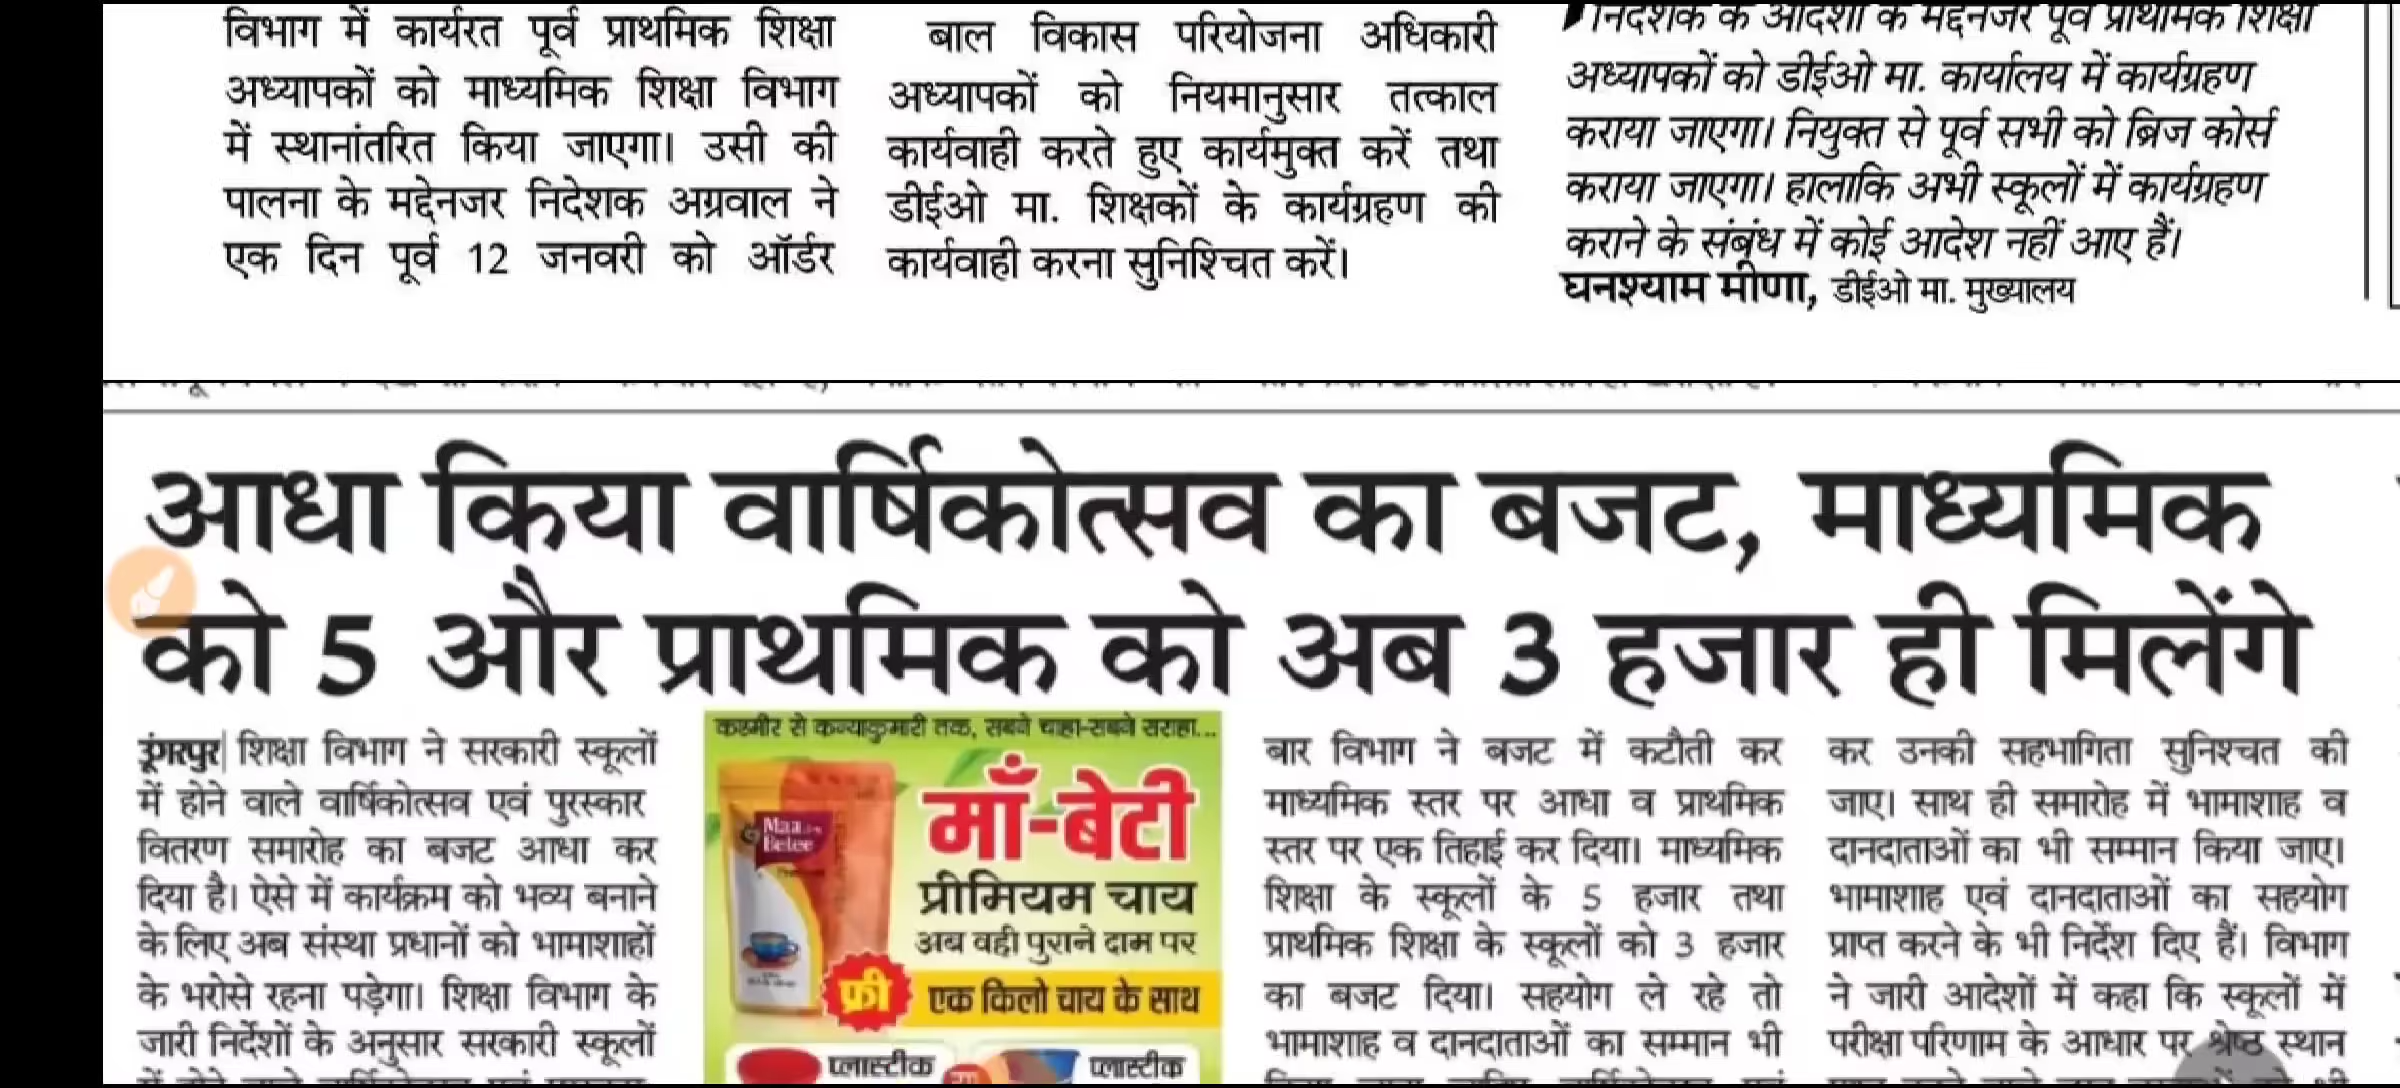 विभाग में कार्यरत पूर्व प्राथमिक शिक्षा
अध्यापकों को माध्यमिक शिक्षा विभाग
में स्थानांतरित किया जाएगा। उसी की
पालना के मद्देनजर निदेशक अग्रवाल ने
एक दिन पूर्व 12 जनवरी को ऑर्डर
बाल विकास परियोजना अधिकारी
अध्यापकों को नियमानुसार तत्काल
कार्यवाही करते हुए कार्यमुक्त करें तथा
डीईओ मा. शिक्षकों के कार्यग्रहण की
कार्यवाही करना सुनिश्चित करें।
निदेशक के आदेशों के मद्देनजर पूर्व प्राथमिक शिक्षा
अध्यापकों को डीईओ मा. कार्यालय में कार्यग्रहण
कराया जाएगा। नियुक्त से पूर्व सभी को ब्रिज कोर्स
कराया जाएगा। हालाकि अभी स्कूलों में कार्यग्रहण
कराने के संबंध में कोई आदेश नहीं आए हैं।
घनश्याम मीणा, डीईओ मा. मुख्यालय
आधा किया वार्षिकोत्सव का बजट, माध्यमिक
को 5 और प्राथमिक को अब 3 हजार ही मिलेंगे
डूंगरपुर| शिक्षा विभाग ने सरकारी स्कूलों
में होने वाले वार्षिकोत्सव एवं पुरस्कार
वितरण समारोह का बजट आधा कर
दिया है। ऐसे में कार्यक्रम को भव्य बनाने
के लिए अब संस्था प्रधानों को भामाशाहों
के भरोसे रहना पड़ेगा। शिक्षा विभाग के
जारी निर्देशों के अनुसार सरकारी स्कूलों
कश्मीर से कन्याकुमारी तक, सबने चाहा-सबने सराहा...
Maa
Betee
माँ-बेटी
प्रीमियम चाय
अब वही पुराने दाम पर
फ्री
एक किलो चाय के साथ
प्लास्टीक
प्लास्टीक
बार विभाग ने बजट में कटौती कर
माध्यमिक स्तर पर आधा व प्राथमिक
स्तर पर एक तिहाई कर दिया। माध्यमिक
शिक्षा के स्कूलों के 5 हजार तथा
प्राथमिक शिक्षा के स्कूलों को 3 हजार
का बजट दिया। सहयोग ले रहे तो
भामाशाह व दानदाताओं का सम्मान भी
कर उनकी सहभागिता सुनिश्चत की
जाए। साथ ही समारोह में भामाशाह व
दानदाताओं का भी सम्मान किया जाए।
भामाशाह एवं दानदाताओं का सहयोग
प्राप्त करने के भी निर्देश दिए हैं। विभाग
ने जारी आदेशों में कहा कि स्कूलों में
परीक्षा परिणाम के आधार पर श्रेष्ठ स्थान